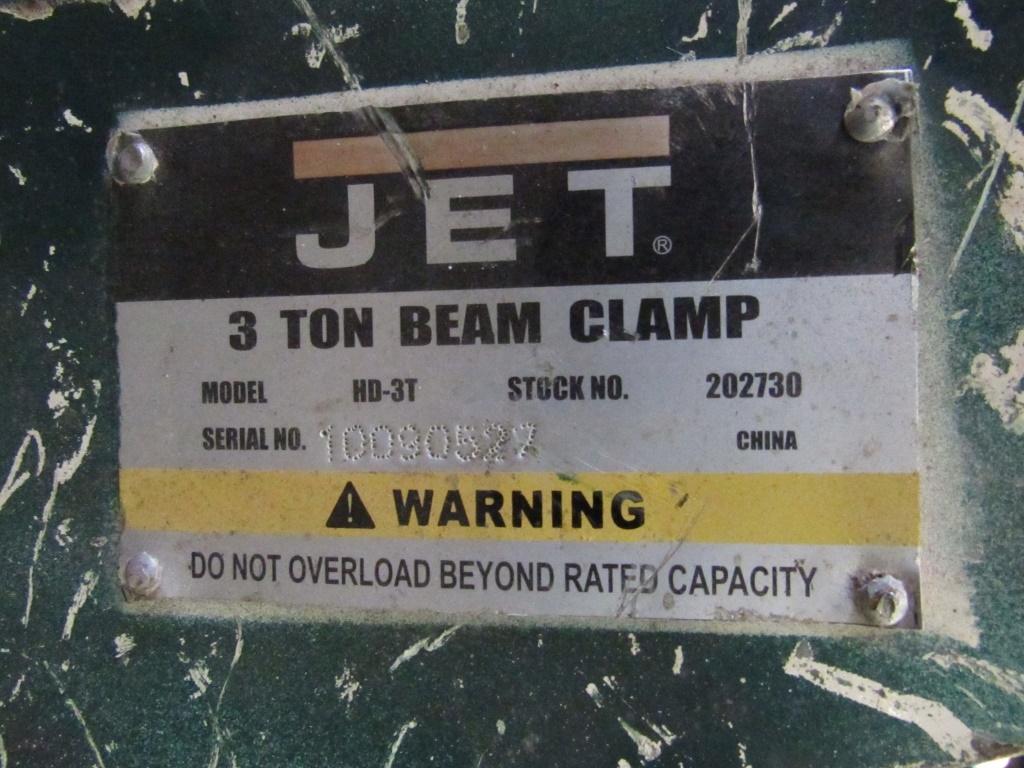 JET®
3 TON BEAM CLAMP
MODEL HD-3T STOCK NO. 202730
SERIAL NO. CHINA
WARNING
DO NOT OVERLOAD BEYOND RATED CAPACITY